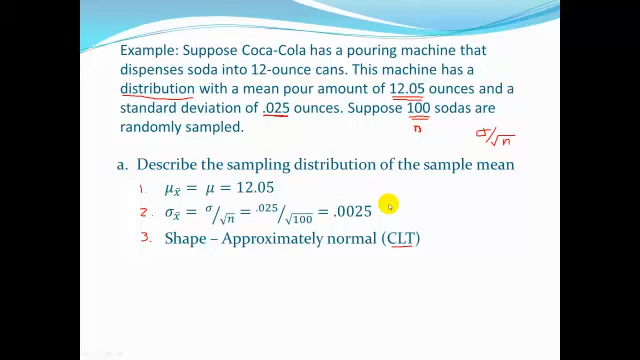 Example: Suppose Coca-Cola has a pouring machine that
dispenses soda into 12-ounce cans. This machine has a
distribution with a mean pour amount of 12.05 ounces and a
standard deviation of .025 ounces. Suppose 100 sodas are
randomly sampled.
n
σ/√n
a. Describe the sampling distribution of the sample mean
1. μx̄ = μ = 12.05
2. σx̄ = σ/√n = .025/√100 = .0025
3. Shape – Approximately normal (CLT)